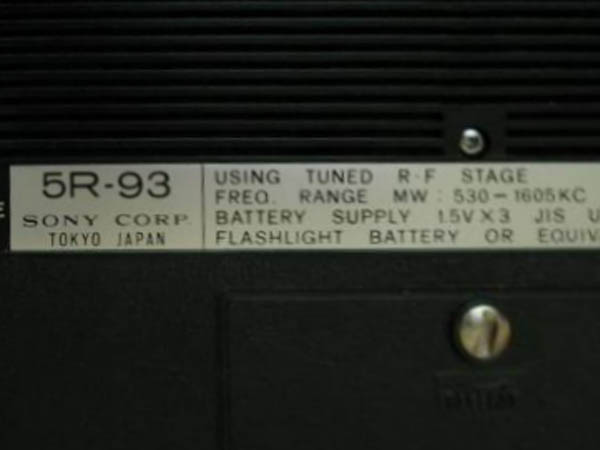 5R-93
SONY CORP.
TOKYO JAPAN
USING TUNED R-F STAGE
FREQ. RANGE MW : 530-1605KC
BATTERY SUPPLY 1.5V X 3 JIS U
FLASHLIGHT BATTERY OR EQUIV